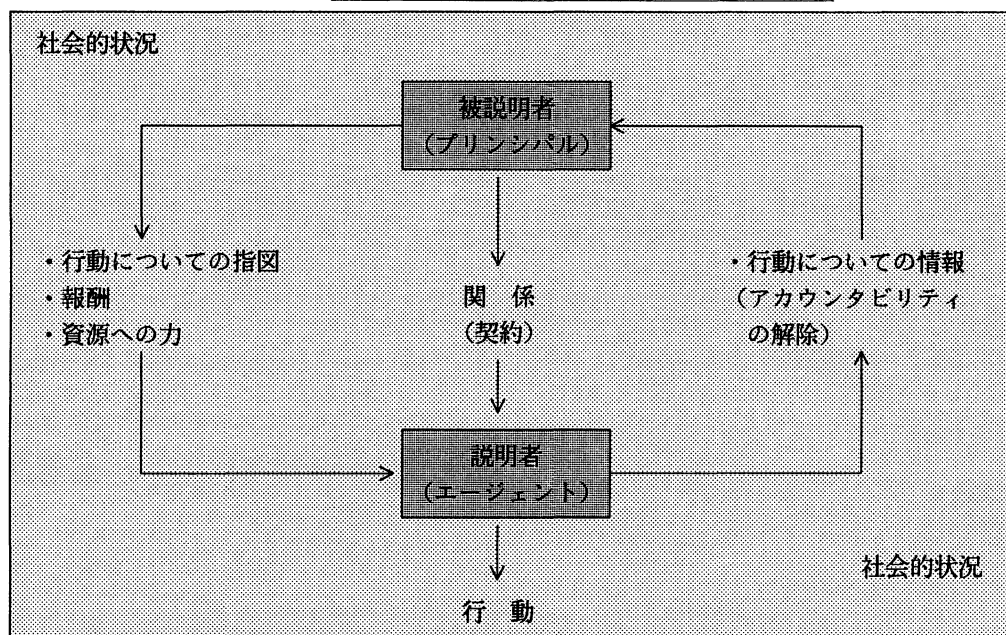 社会的状況
被説明者
(プリンシパル)
・行動についての指図
・報酬
・資源への力
関 係
(契約)
・行動についての情報
(アカウンタビリティ
の解除)
説明者
(エージェント)
社会的状況
行 動